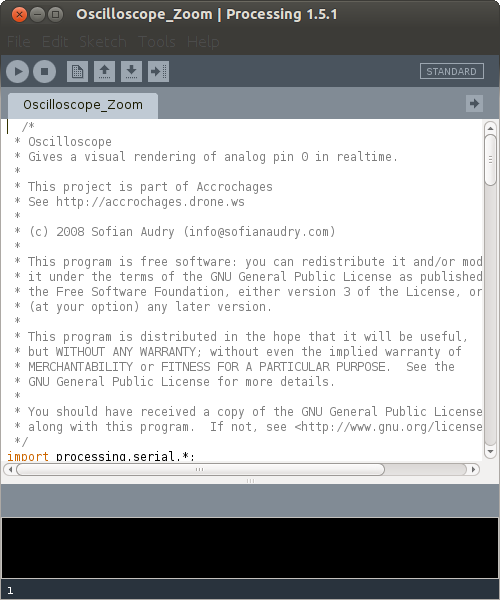 Oscilloscope_Zoom | Processing 1.5.1
File Edit Sketch Tools Help
STANDARD
Oscilloscope_Zoom
/*
* Oscilloscope
* Gives a visual rendering of analog pin 0 in realtime.
*
* This project is part of Accrochages
* See http://accrochages.drone.ws
*
* (c) 2008 Sofian Audry (info@sofianaudry.com)
*
* This program is free software: you can redistribute it and/or mod
* it under the terms of the GNU General Public License as published
* the Free Software Foundation, either version 3 of the License, or
* (at your option) any later version.
*
* This program is distributed in the hope that it will be useful,
* but WITHOUT ANY WARRANTY; without even the implied warranty of
* MERCHANTABILITY or FITNESS FOR A PARTICULAR PURPOSE.  See the
* GNU General Public License for more details.
*
* You should have received a copy of the GNU General Public License
* along with this program.  If not, see <http://www.gnu.org/license
*/
import processing.serial.*;
1